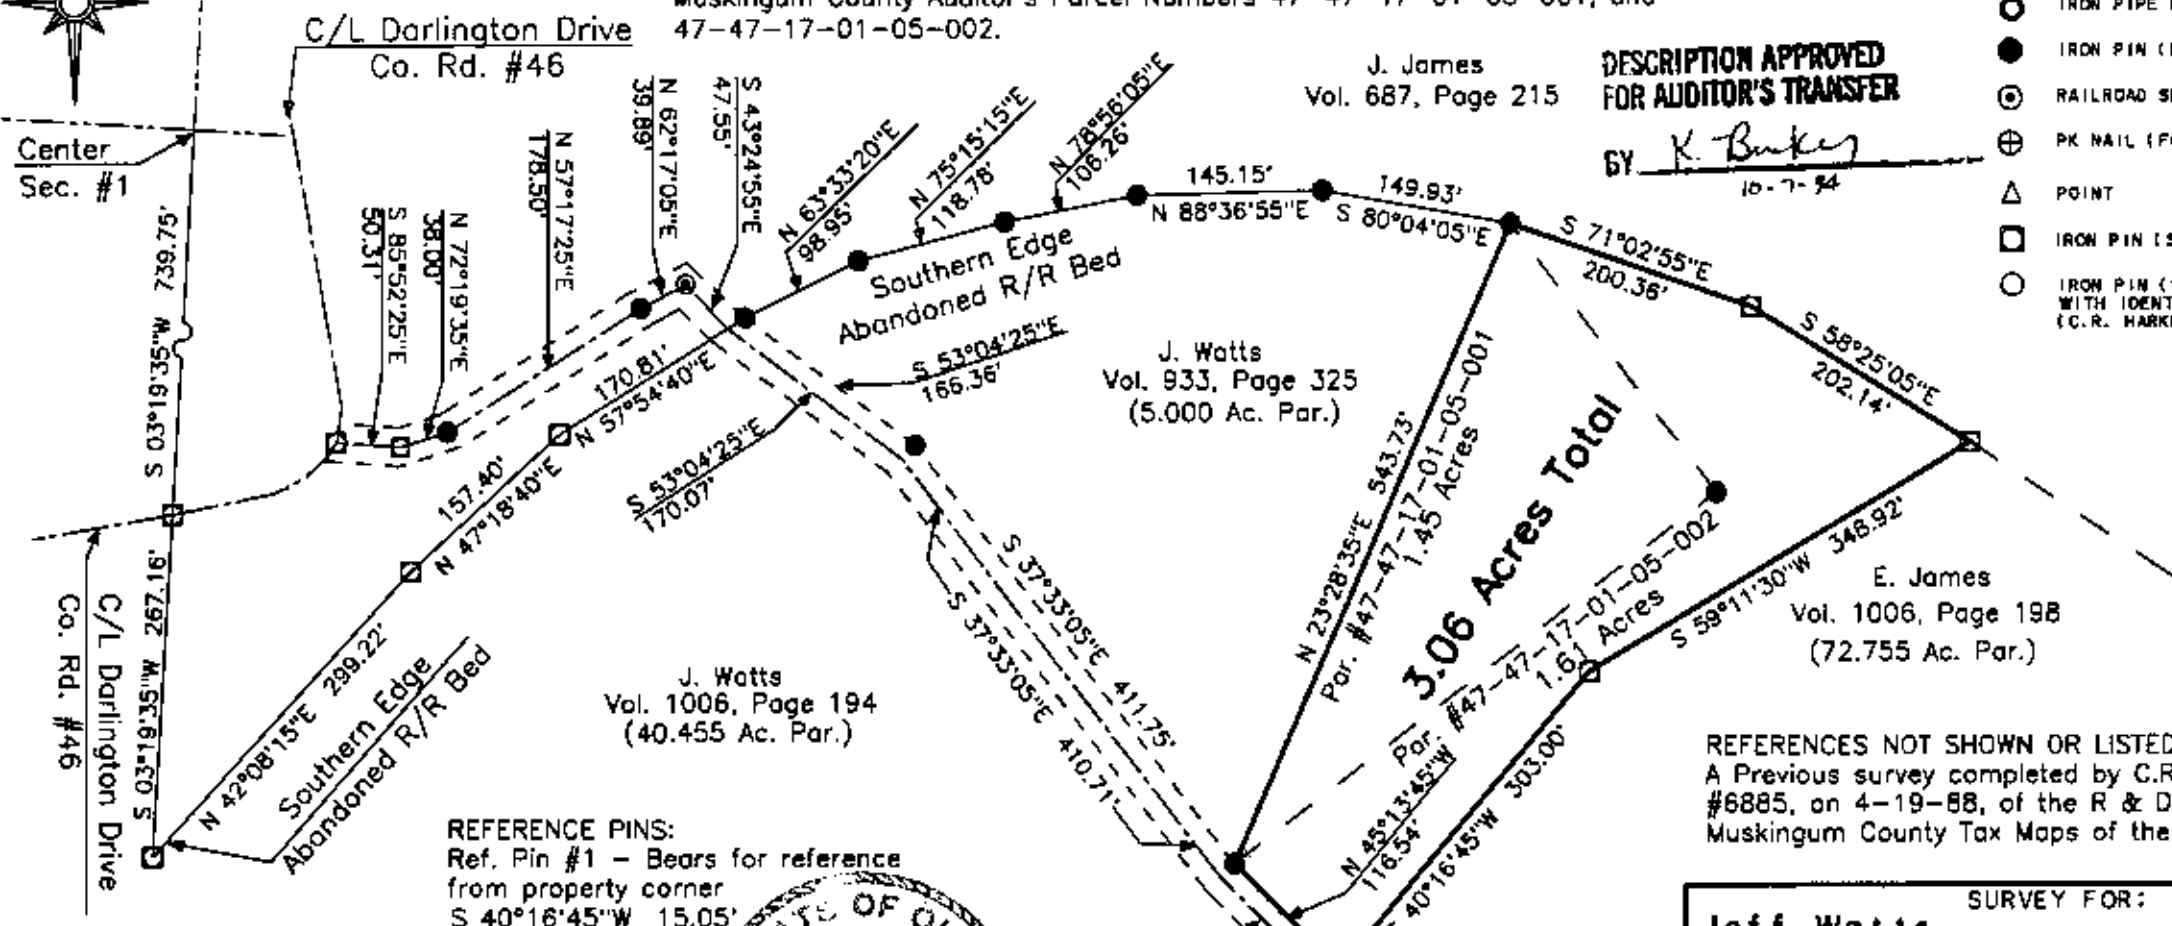 47-47-17-01-05-002.
C/L Darlington Drive
Co. Rd. #46
Center
Sec. #1
J. James
Vol. 687, Page 215
DESCRIPTION APPROVED
FOR AUDITOR'S TRANSFER
BY
10-7-94
IRON PIPE
IRON PIN
RAILROAD
PK NAIL
POINT
IRON PIN
IRON PIN
WITH
(C.R.
S 03°19'35"W 739.75'
S 85°52'25"E
50.31'
N 72°19'35"E
38.00'
N 57°17'25"E
178.50'
N 62°17'05"E
39.89'
S 43°24'55"E
47.55'
N 63°33'20"E
98.95'
N 75°15'15"E
118.78'
N 78°56'05"E
106.26'
145.15'
N 88°36'55"E
149.93'
S 80°04'05"E
S 71°02'55"E
200.36'
S 58°25'05"E
202.14'
Southern Edge
Abandoned R/R Bed
170.81'
N 57°54'40"E
S 53°04'25"E
166.36'
S 53°04'25"E
170.07'
J. Watts
Vol. 933, Page 325
(5.000 Ac. Par.)
157.40'
N 47°18'40"E
N 23°28'35"E 543.73'
Par. #47-47-17-01-05-001
1.45 Acres
3.06 Acres Total
Par. #47-47-17-01-05-002
1.61 Acres
S 59°11'30"W 348.92'
E. James
Vol. 1006, Page 198
(72.755 Ac. Par.)
S 03°19'35"W 267.16'
C/L Darlington Drive
Co. Rd. #46
N 42°08'15"E 299.22'
Southern Edge
Abandoned R/R Bed
J. Watts
Vol. 1006, Page 194
(40.455 Ac. Par.)
S 37°33'05"E 411.75'
S 37°33'05"E 410.71'
N 45°13'45"W
116.54'
40°16'45"W 303.00'
REFERENCES NOT SHOWN OR LISTED
A Previous survey completed by C.R
#6885, on 4-19-88, of the R & D
Muskingum County Tax Maps of the
REFERENCE PINS:
Ref. Pin #1 - Bears for reference
from property corner
S 40°16'45"W 15.05'
OF
SURVEY FOR: